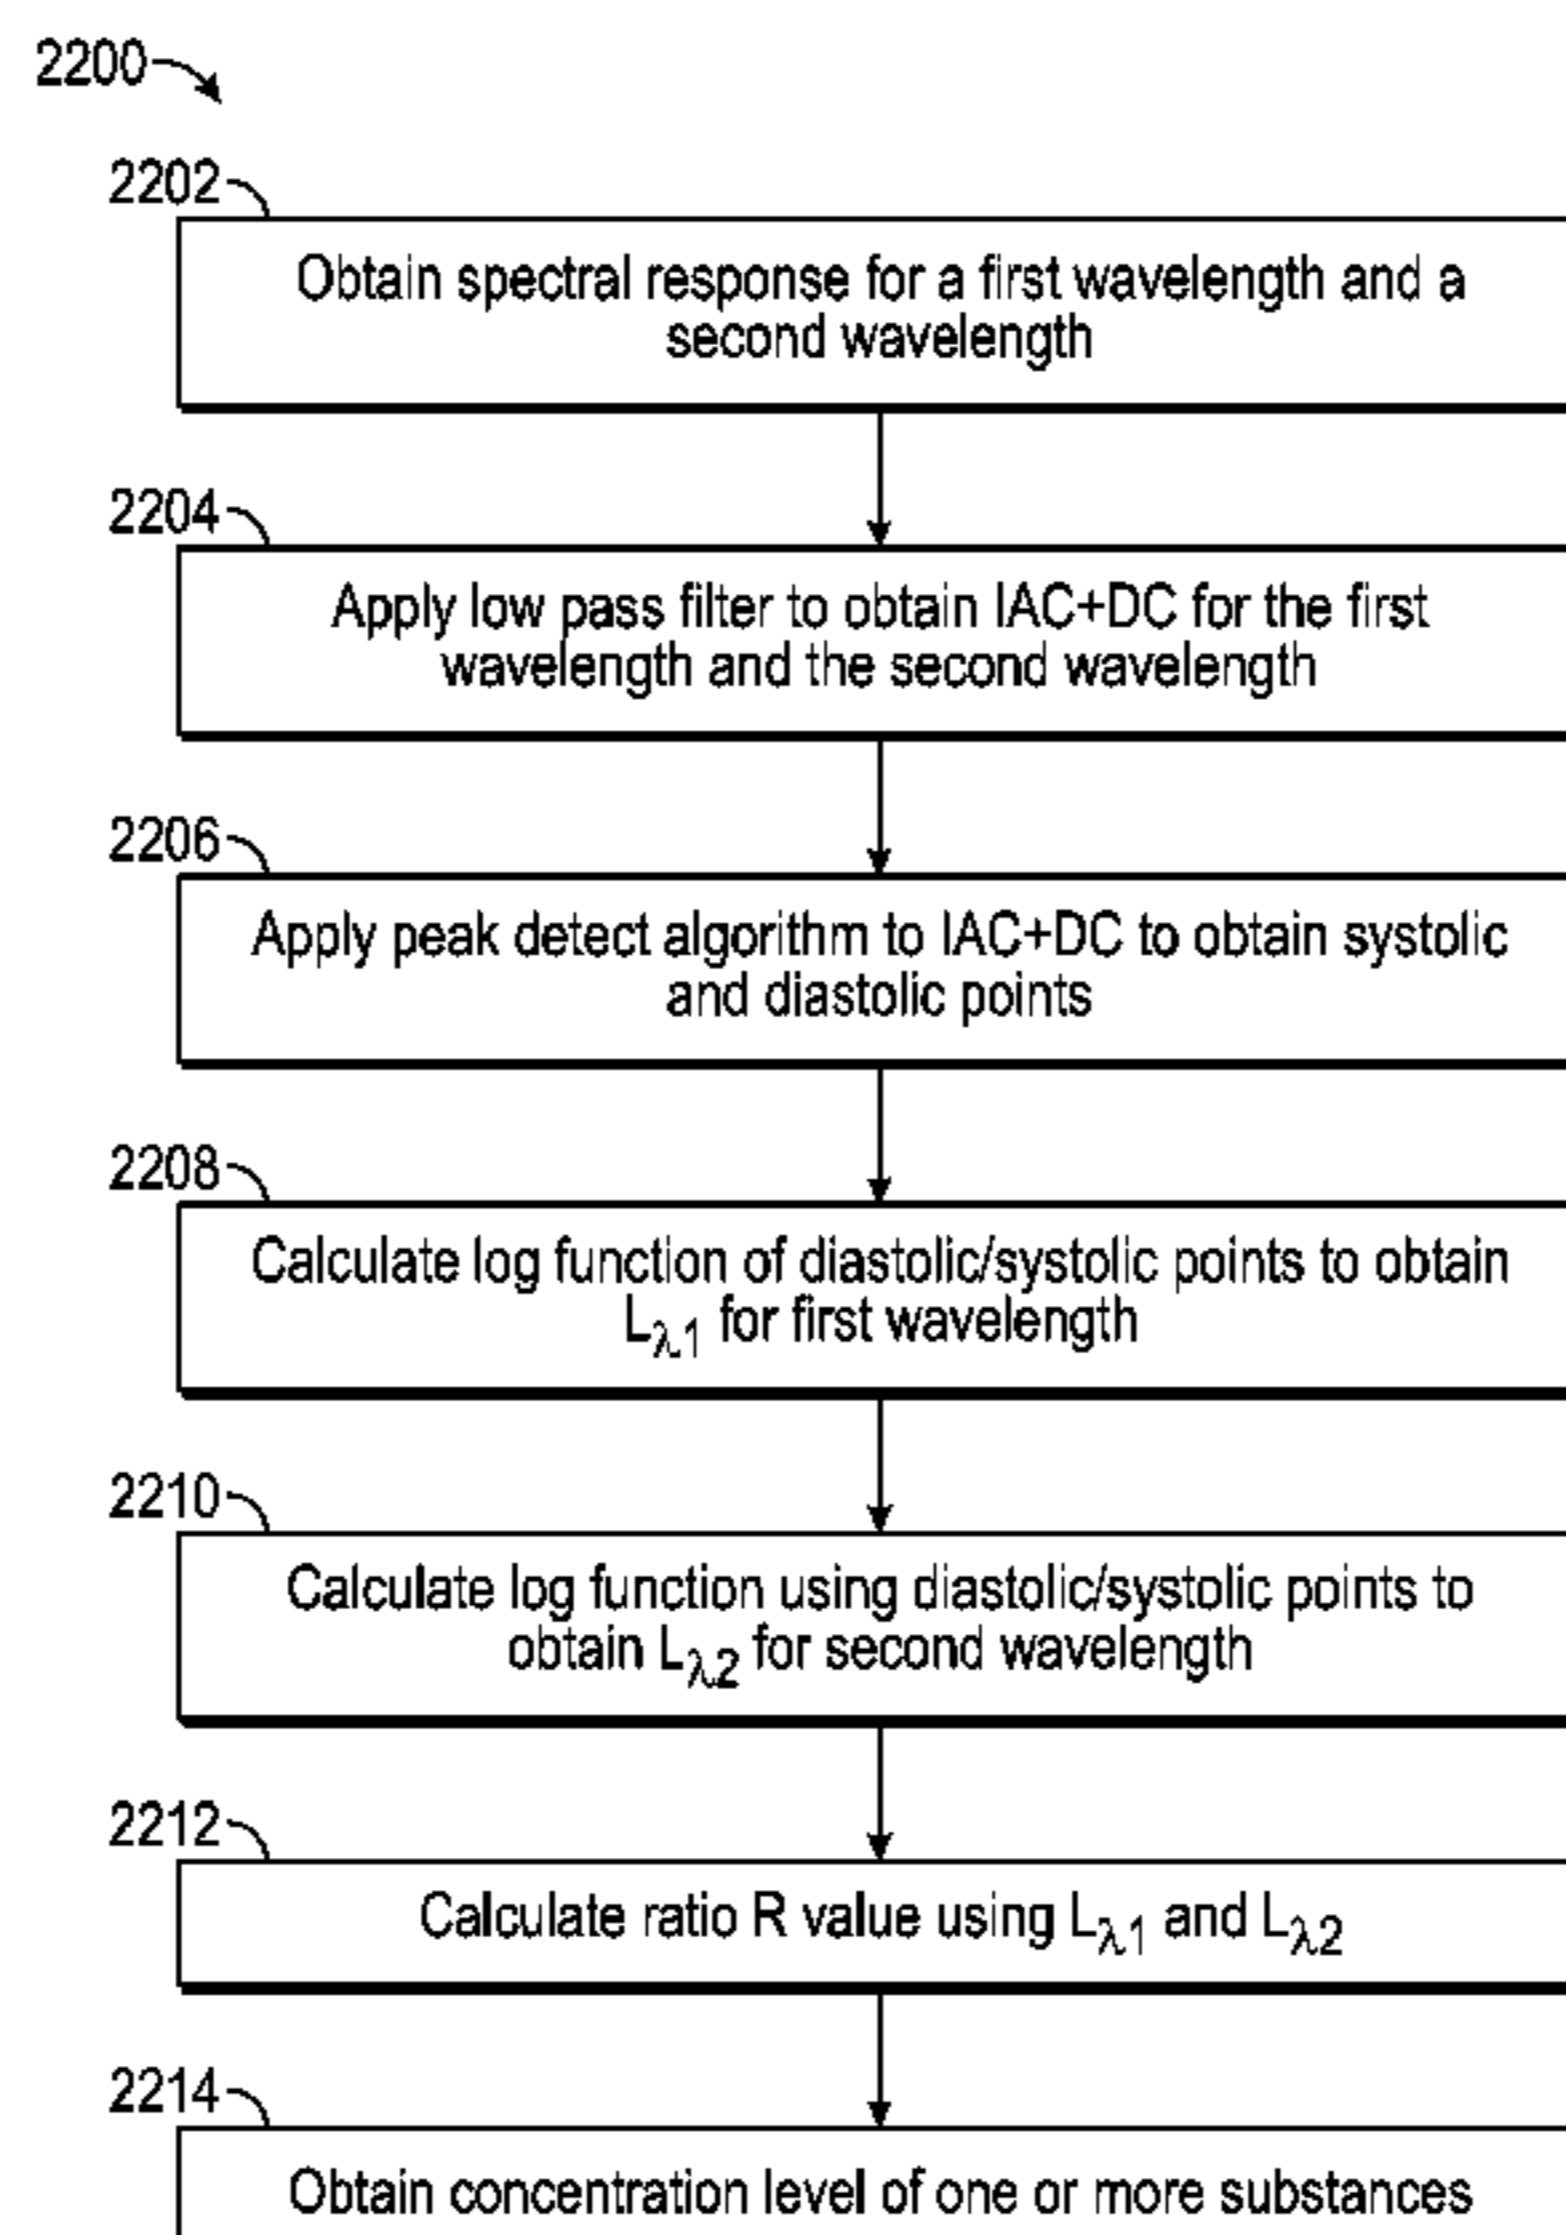 2200
2202
Obtain spectral response for a first wavelength and a
second wavelength
2204
Apply low pass filter to obtain IAC+DC for the first
wavelength and the second wavelength
2206
Apply peak detect algorithm to IAC+DC to obtain systolic
and diastolic points
2208
Calculate log function of diastolic/systolic points to obtain
Lλ1 for first wavelength
2210
Calculate log function using diastolic/systolic points to
obtain Lλ2 for second wavelength
2212
Calculate ratio R value using Lλ1 and Lλ2
2214
Obtain concentration level of one or more substances